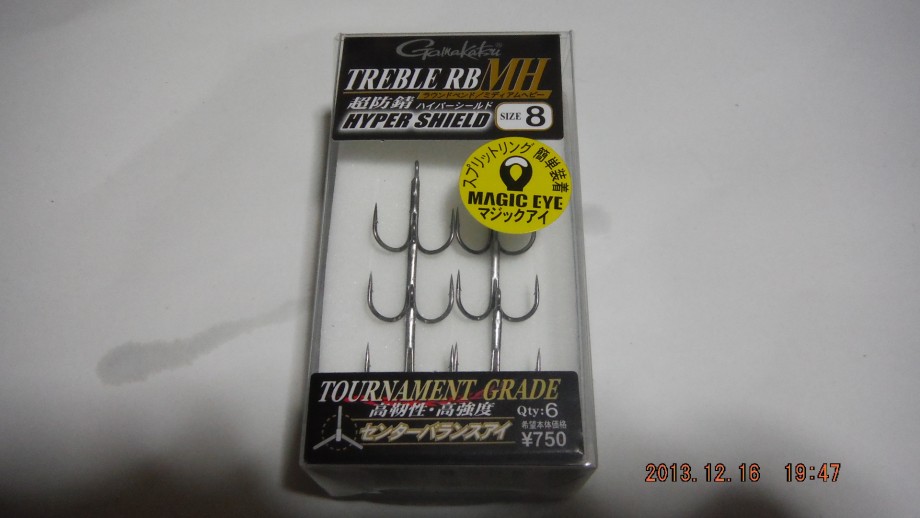 Gamakatsu®
TREBLE RB MH
ラウンドベンド/ミディアムヘビー
超防錆 ハイパーシールド
HYPER SHIELD
SIZE 8
スプリットリング 簡単装着
MAGIC EYE
マジックアイ
TOURNAMENT GRADE
高靭性・高強度
センターバランスアイ
Qty:6
希望本体価格
¥750
2013.12.16 19:47